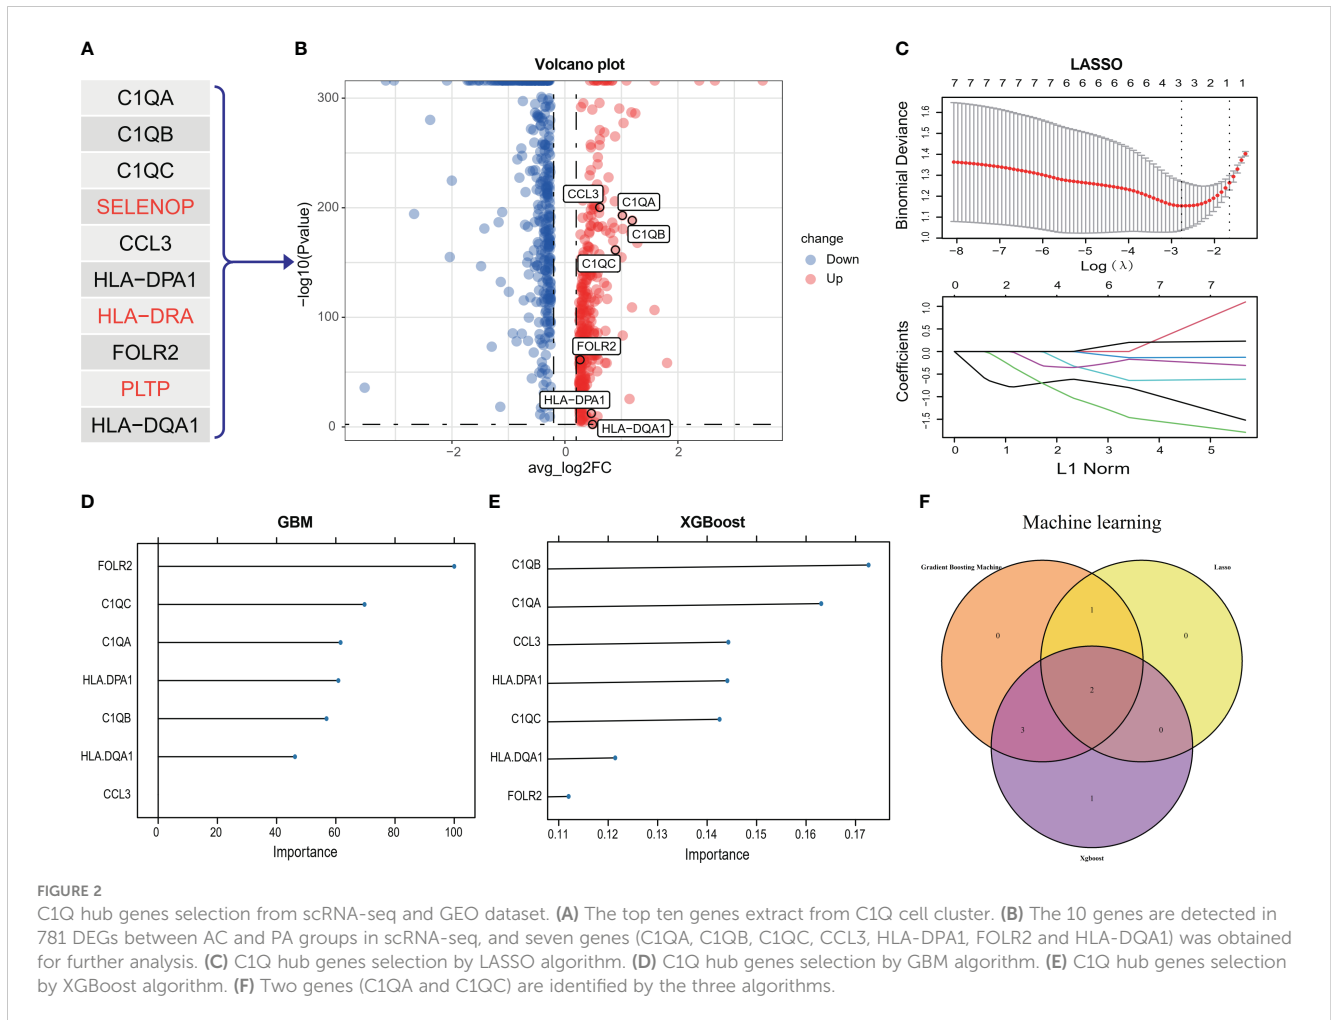 A
C1QA
C1QB
C1QC
SELENOP
CCL3
HLA−DPA1
HLA−DRA
FOLR2
PLTP
HLA−DQA1
B
Volcano plot
−log10(Pvalue)
300
200
100
0
CCL3
C1QA
C1QB
C1QC
FOLR2
HLA−DPA1
HLA−DQA1
−2
0
2
avg_log2FC
change
Down
Up
C
LASSO
7 7 7 7 7 7 7 6 6 6 6 6 6 4 3 3 2 1 1
Binomial Deviance
1.6
1.5
1.4
1.3
1.2
1.1
1.0
−8 −7 −6 −5 −4 −3 −2
Log (λ)
0 2 4 6 7 7
Coefficients
1.0
0.5
0.0
−0.5
−1.0
−1.5
0 1 2 3 4 5
L1 Norm
D
GBM
FOLR2
C1QC
C1QA
HLA.DPA1
C1QB
HLA.DQA1
CCL3
0 20 40 60 80 100
Importance
E
XGBoost
C1QB
C1QA
CCL3
HLA.DPA1
C1QC
HLA.DQA1
FOLR2
0.11 0.12 0.13 0.14 0.15 0.16 0.17
Importance
F
Machine learning
Gradient Boosting Machine
Lasso
1
0
0
2
3
0
1
Xgboost
FIGURE 2
C1Q hub genes selection from scRNA-seq and GEO dataset. (A) The top ten genes extract from C1Q cell cluster. (B) The 10 genes are detected in
781 DEGs between AC and PA groups in scRNA-seq, and seven genes (C1QA, C1QB, C1QC, CCL3, HLA-DPA1, FOLR2 and HLA-DQA1) was obtained
for further analysis. (C) C1Q hub genes selection by LASSO algorithm. (D) C1Q hub genes selection by GBM algorithm. (E) C1Q hub genes selection
by XGBoost algorithm. (F) Two genes (C1QA and C1QC) are identified by the three algorithms.